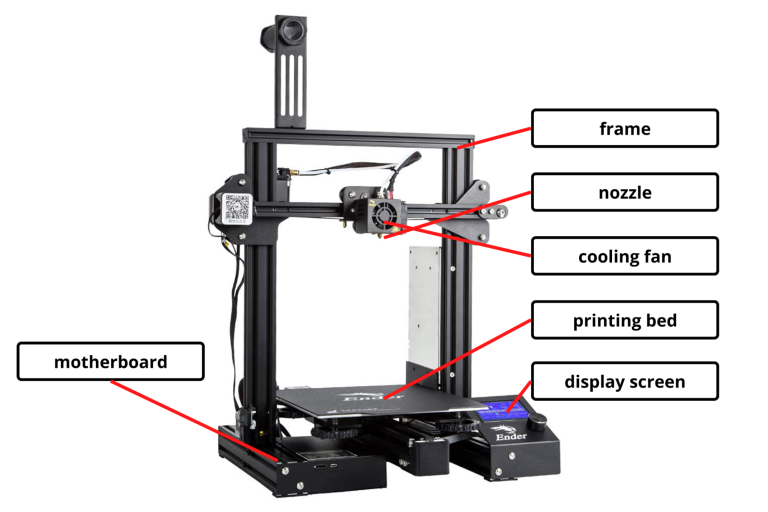 frame
nozzle
cooling fan
printing bed
display screen
motherboard
Ender
Ender